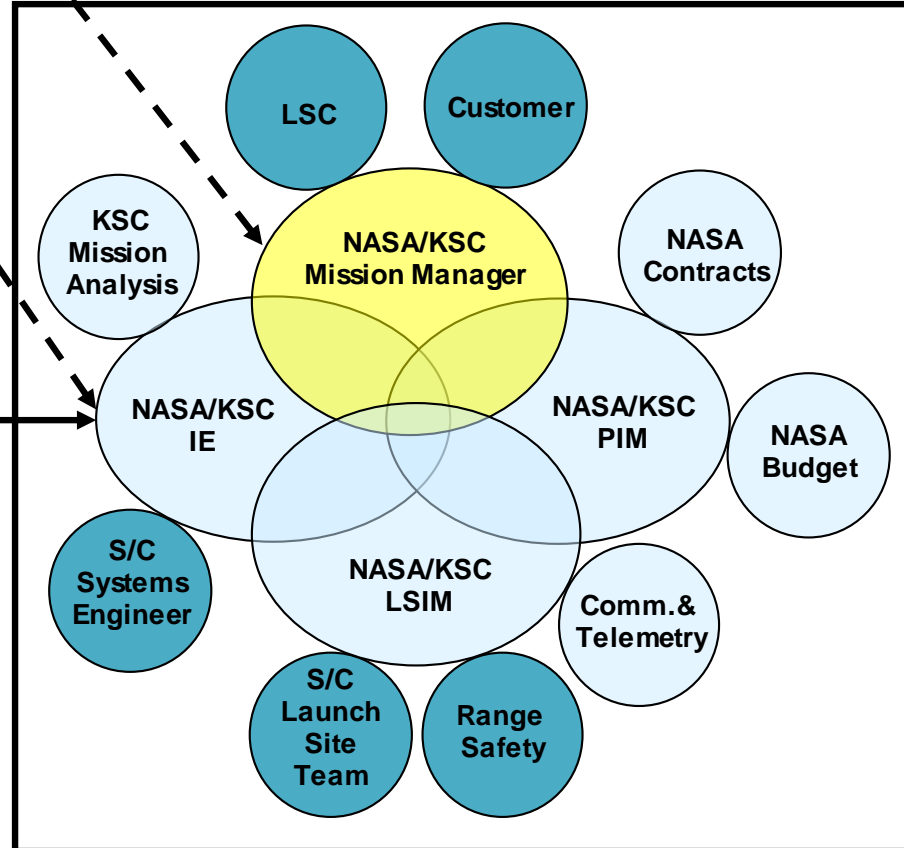 LSC
Customer
KSC
Mission
Analysis
NASA/KSC
Mission Manager
NASA
Contracts
NASA/KSC
IE
NASA/KSC
PIM
NASA
Budget
S/C
Systems
Engineer
NASA/KSC
LSIM
Comm.&
Telemetry
S/C
Launch
Site
Team
Range
Safety